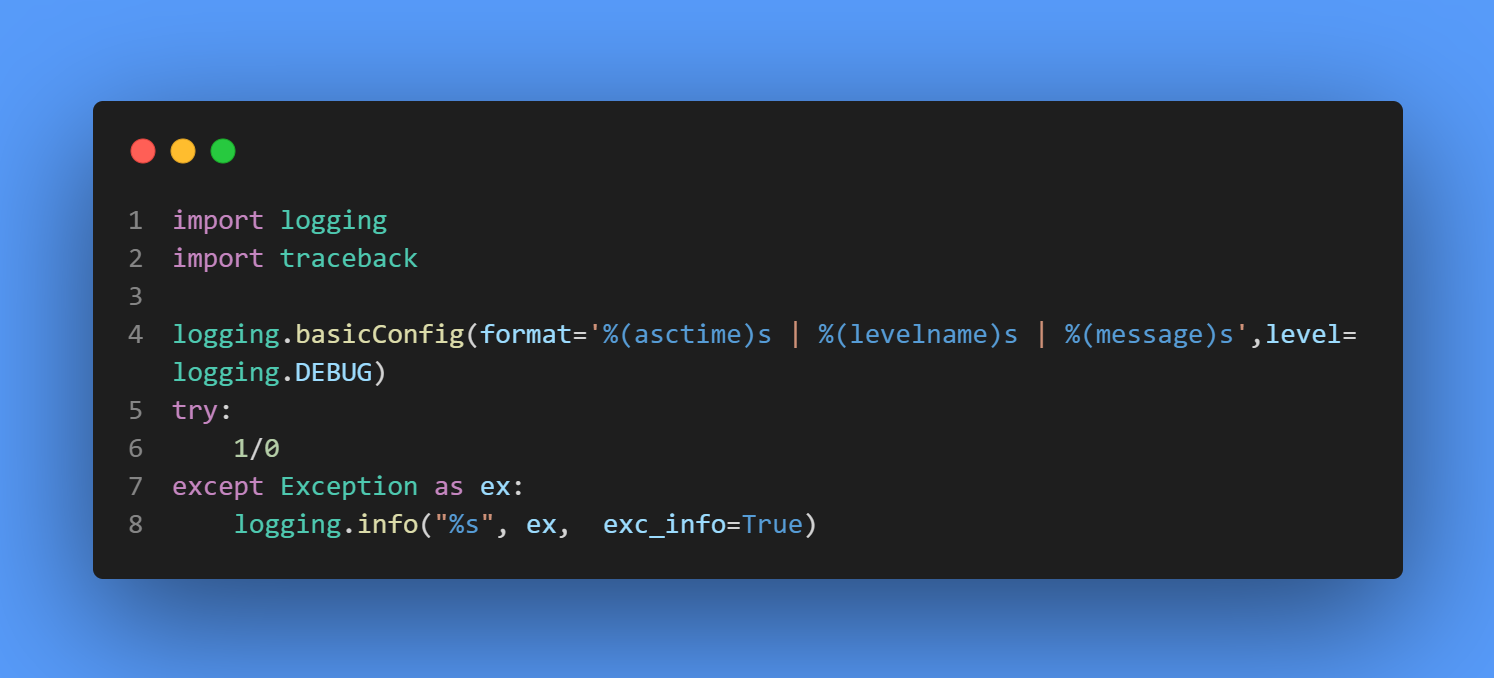 1 import logging
2 import traceback
3
4 logging.basicConfig(format='%(asctime)s | %(levelname)s | %(message)s',level=
logging.DEBUG)
5 try:
6     1/0
7 except Exception as ex:
8     logging.info("%s", ex,  exc_info=True)